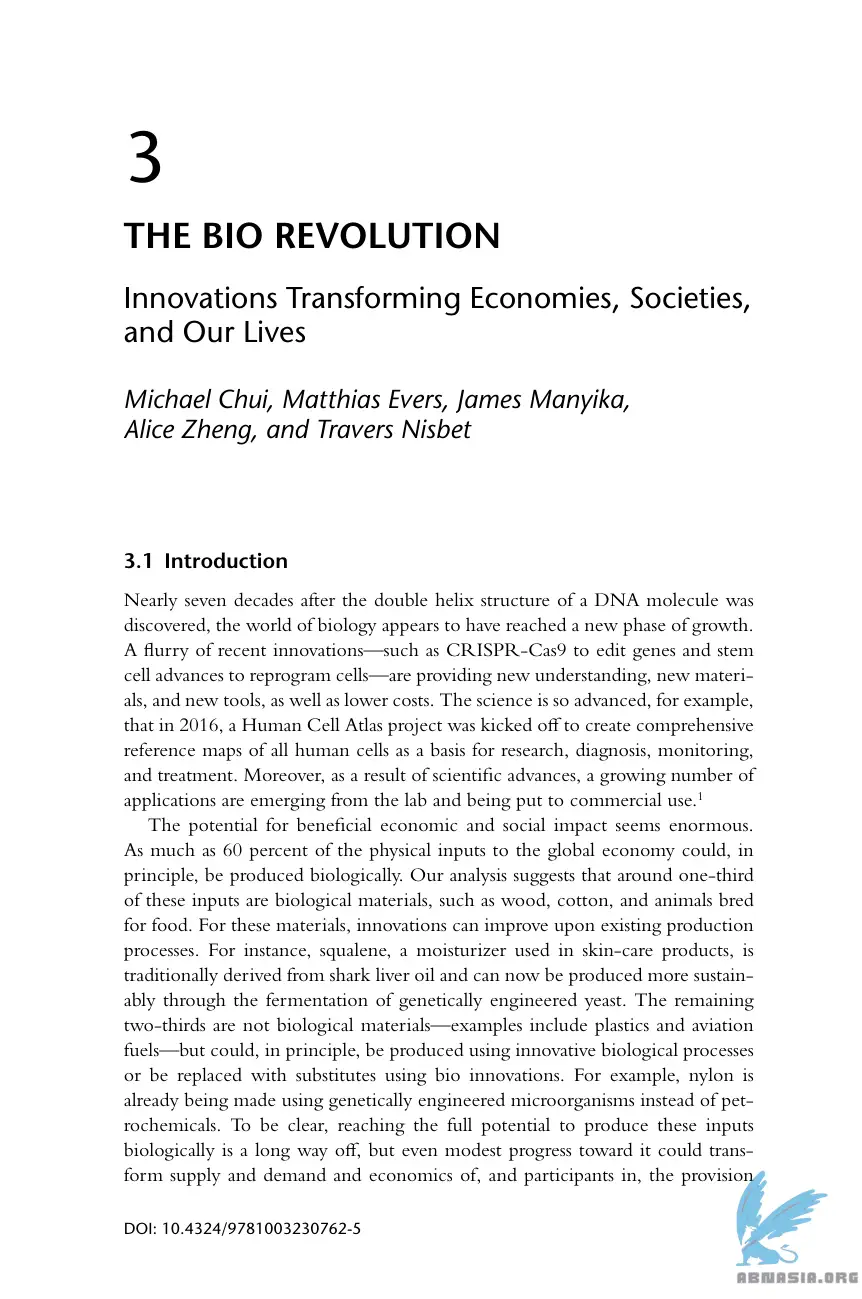 3
THE BIO REVOLUTION
Innovations Transforming Economies, Societies,
and Our Lives
Michael Chui, Matthias Evers, James Manyika,
Alice Zheng, and Travers Nisbet
3.1 Introduction
Nearly seven decades after the double helix structure of a DNA molecule was
discovered, the world of biology appears to have reached a new phase of growth.
A flurry of recent innovations—such as CRISPR-Cas9 to edit genes and stem
cell advances to reprogram cells—are providing new understanding, new materi-
als, and new tools, as well as lower costs. The science is so advanced, for example,
that in 2016, a Human Cell Atlas project was kicked off to create comprehensive
reference maps of all human cells as a basis for research, diagnosis, monitoring,
and treatment. Moreover, as a result of scientific advances, a growing number of
applications are emerging from the lab and being put to commercial use.1
The potential for beneficial economic and social impact seems enormous.
As much as 60 percent of the physical inputs to the global economy could, in
principle, be produced biologically. Our analysis suggests that around one-third
of these inputs are biological materials, such as wood, cotton, and animals bred
for food. For these materials, innovations can improve upon existing production
processes. For instance, squalene, a moisturizer used in skin-care products, is
traditionally derived from shark liver oil and can now be produced more sustain-
ably through the fermentation of genetically engineered yeast. The remaining
two-thirds are not biological materials—examples include plastics and aviation
fuels—but could, in principle, be produced using innovative biological processes
or be replaced with substitutes using bio innovations. For example, nylon is
already being made using genetically engineered microorganisms instead of pet-
rochemicals. To be clear, reaching the full potential to produce these inputs
biologically is a long way off, but even modest progress toward it could trans-
form supply and demand and economics of, and participants in, the provision
DOI: 10.4324/9781003230762-5
ABNASIA.ORG